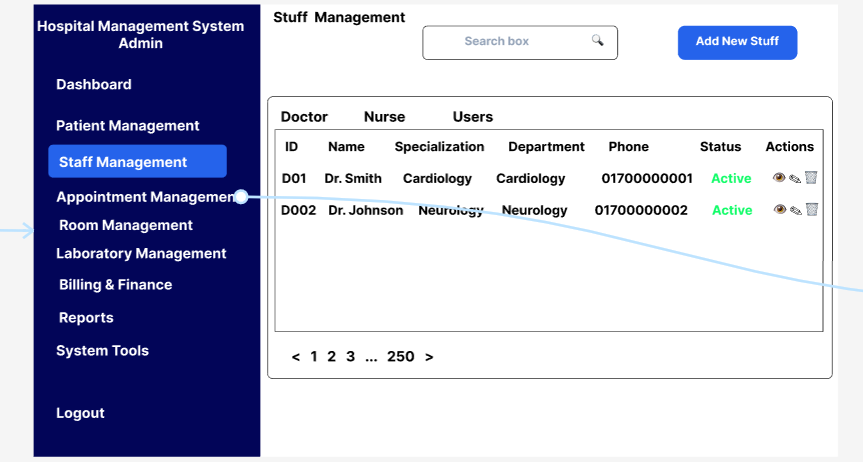 Hospital Management System
Admin
Dashboard
Patient Management
Staff Management
Appointment Management
Room Management
Laboratory Management
Billing & Finance
Reports
System Tools
Logout
Stuff Management
Search box
Add New Stuff
Doctor Nurse Users
ID Name Specialization Department Phone Status Actions
D01 Dr. Smith Cardiology Cardiology 01700000001 Active
D002 Dr. Johnson Neurology Neurology 01700000002 Active
< 1 2 3 ... 250 >